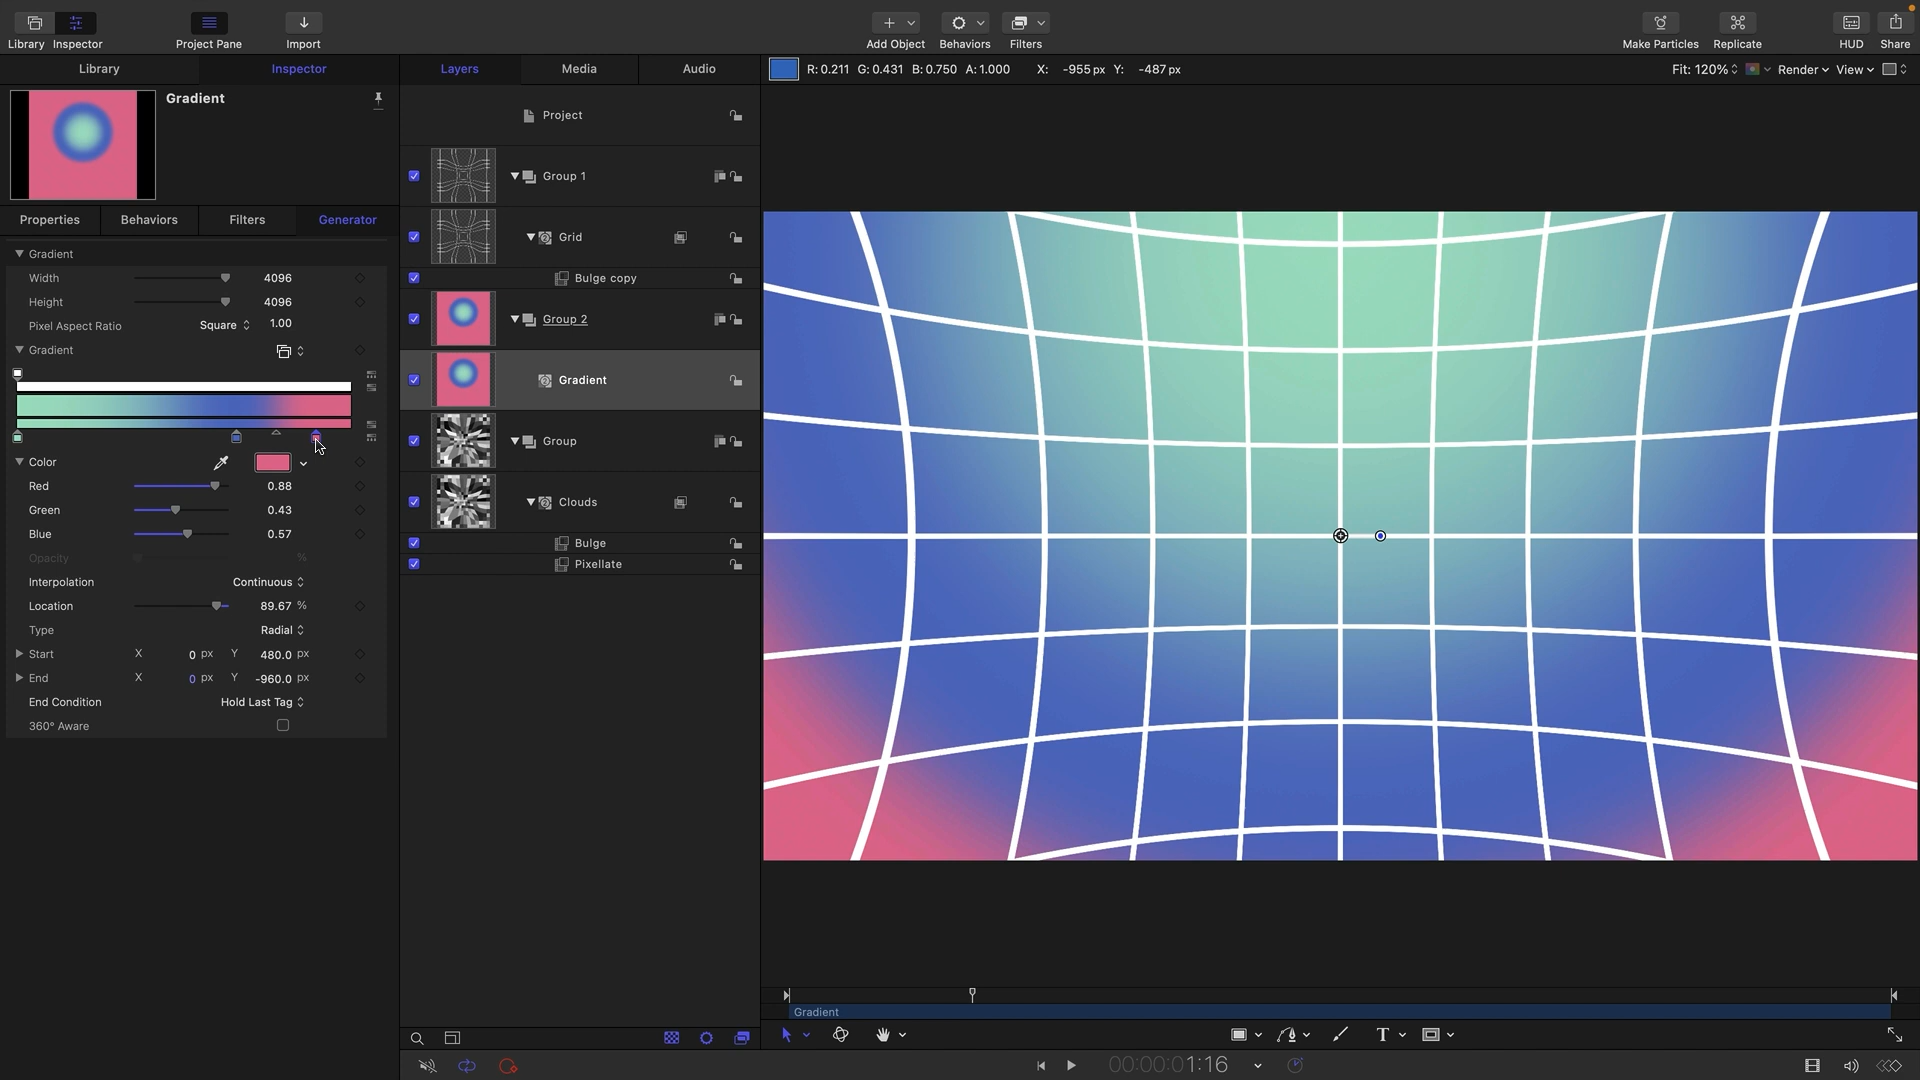 Library Inspector Project Pane Import Add Object Behaviors Filters Make Particles Replicate HUD Share
Library Inspector Layers Media Audio R: 0.211 G: 0.431 B: 0.750 A: 1.000 X: -955 px Y: -487 px Fit: 120% Render View
Gradient
Properties Behaviors Filters Generator
Gradient
Width 4096
Height 4096
Pixel Aspect Ratio Square 1.00
Gradient
Color
Red 0.88
Green 0.43
Blue 0.57
Opacity %
Interpolation Continuous
Location 89.67 %
Type Radial
Start X 0 px Y 480.0 px
End X 0 px Y -960.0 px
End Condition Hold Last Tag
360° Aware
Project
Group 1
Grid
Bulge copy
Group 2
Gradient
Group
Clouds
Bulge
Pixellate
Gradient
T
00:00:01:16